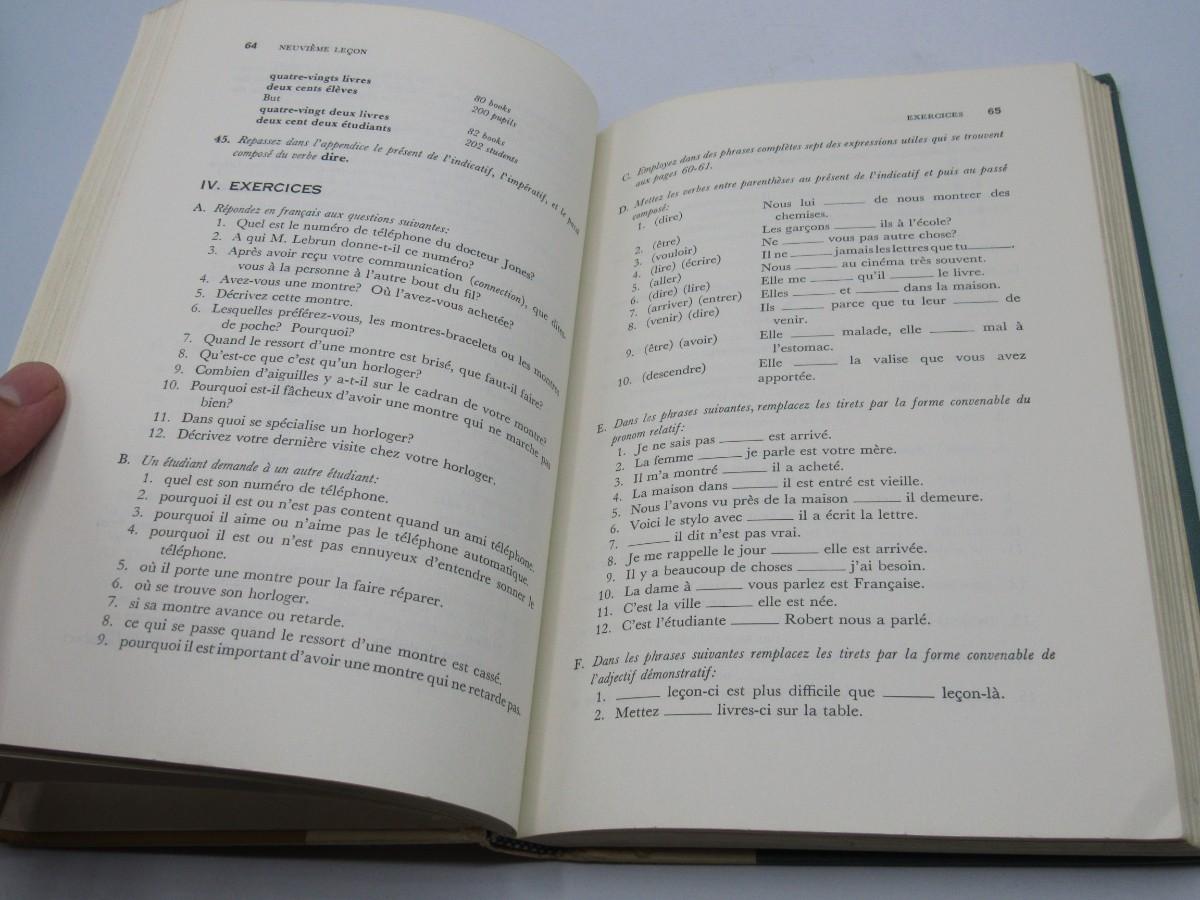 64 NEUVIÈME LEÇON
quatre-vingts livres 80 books
deux cents élèves 200 pupils
But
quatre-vingt deux livres 82 books
deux cent deux étudiants 202 students
45. Repassez dans l'appendice le présent de l'indicatif, l'impératif, et le passé
composé du verbe dire.
IV. EXERCICES
A. Répondez en français aux questions suivantes:
1. Quel est le numéro de téléphone du docteur Jones?
2. A qui M. Lebrun donne-t-il ce numéro?
3. Après avoir reçu votre communication (connection), que dites-
vous à la personne à l'autre bout du fil?
4. Avez-vous une montre? Où l'avez-vous achetée?
5. Décrivez cette montre.
6. Lesquelles préférez-vous, les montres-bracelets ou les montres
de poche? Pourquoi?
7. Quand le ressort d'une montre est brisé, que faut-il faire?
8. Qu'est-ce que c'est qu'un horloger?
9. Combien d'aiguilles y a-t-il sur le cadran de votre montre?
10. Pourquoi est-il fâcheux d'avoir une montre qui ne marche pas
bien?
11. Dans quoi se spécialise un horloger?
12. Décrivez votre dernière visite chez votre horloger.
B. Un étudiant demande à un autre étudiant:
1. quel est son numéro de téléphone.
2. pourquoi il est ou n'est pas content quand un ami téléphone.
3. pourquoi il aime ou n'aime pas le téléphone automatique.
4. pourquoi il est ou n'est pas ennuyeux d'entendre sonner le
téléphone.
5. où il porte une montre pour la faire réparer.
6. où se trouve son horloger.
7. si sa montre avance ou retarde.
8. ce qui se passe quand le ressort d'une montre est cassé.
9. pourquoi il est important d'avoir une montre qui ne retarde pas.
EXERCICES 65
C. Employez dans des phrases complètes sept des expressions utiles qui se trouvent
aux pages 60-61.
D. Mettez les verbes entre parenthèses au présent de l'indicatif et puis au passé
composé:
1. (dire) Nous lui ______ de nous montrer des
chemises.
2. (être) Les garçons ______ ils à l'école?
3. (vouloir) Ne ______ vous pas autre chose?
4. (lire) (écrire) Il ne ______ jamais les lettres que tu ______.
5. (aller) Nous ______ au cinéma très souvent.
6. (dire) (lire) Elle me ______ qu'il ______ le livre.
7. (arriver) (entrer) Elles ______ et ______ dans la maison.
8. (venir) (dire) Ils ______ parce que tu leur ______ de
venir.
9. (être) (avoir) Elle ______ malade, elle ______ mal à
l'estomac.
10. (descendre) Elle ______ la valise que vous avez
apportée.
E. Dans les phrases suivantes, remplacez les tirets par la forme convenable du
pronom relatif:
1. Je ne sais pas ______ est arrivé.
2. La femme ______ je parle est votre mère.
3. Il m'a montré ______ il a acheté.
4. La maison dans ______ il est entré est vieille.
5. Nous l'avons vu près de la maison ______ il demeure.
6. Voici le stylo avec ______ il a écrit la lettre.
7. ______ il dit n'est pas vrai.
8. Je me rappelle le jour ______ elle est arrivée.
9. Il y a beaucoup de choses ______ j'ai besoin.
10. La dame à ______ vous parlez est Française.
11. C'est la ville ______ elle est née.
12. C'est l'étudiante ______ Robert nous a parlé.
F. Dans les phrases suivantes remplacez les tirets par la forme convenable de
l'adjectif démonstratif:
1. ______ leçon-ci est plus difficile que ______ leçon-là.
2. Mettez ______ livres-ci sur la table.